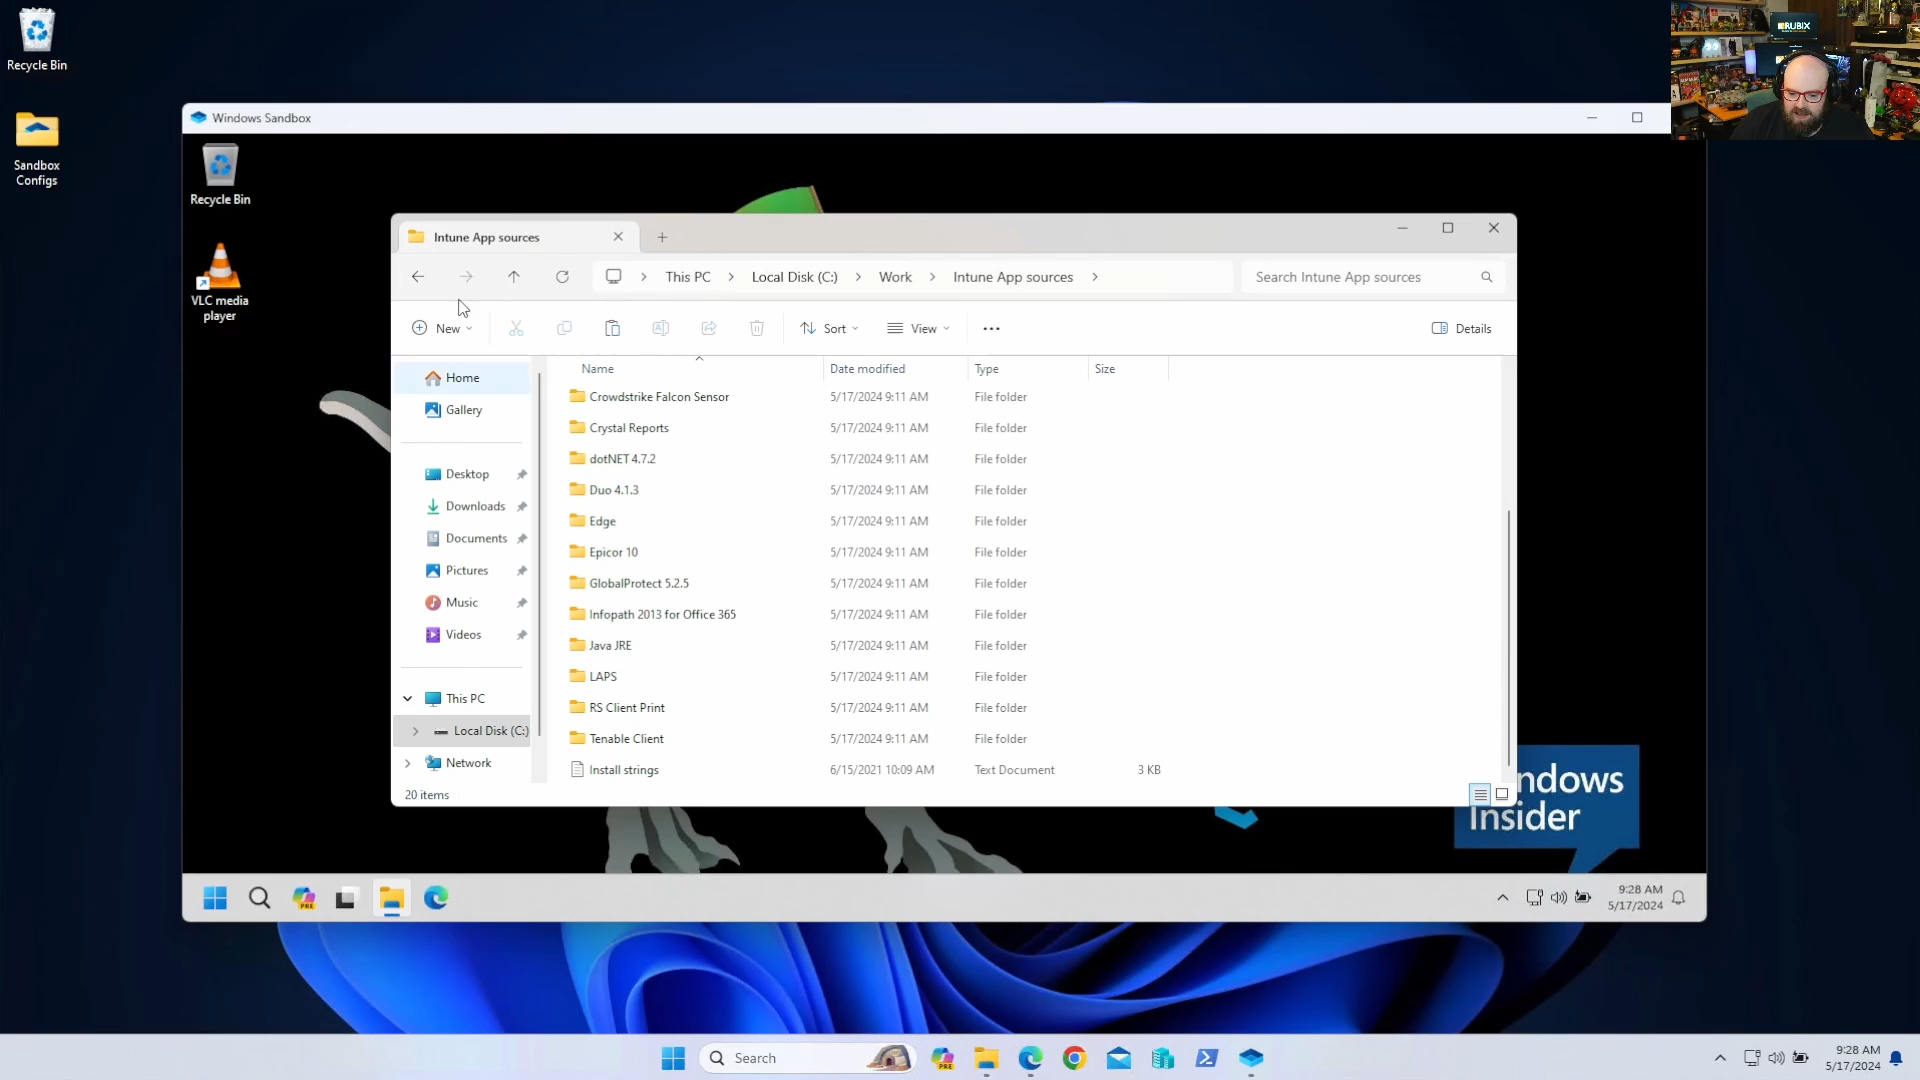 Recycle Bin
Sandbox
Configs
RUBIX
Windows Sandbox
Recycle Bin
VLC media
player
Intune App sources
This PC
Local Disk (C:)
Work
Intune App sources
Search Intune App sources
New
Sort
View
Details
Home
Gallery
Desktop
Downloads
Documents
Pictures
Music
Videos
This PC
Local Disk (C:)
Network
Name Date modified Type Size
Crowdstrike Falcon Sensor 5/17/2024 9:11 AM File folder
Crystal Reports 5/17/2024 9:11 AM File folder
dotNET 4.7.2 5/17/2024 9:11 AM File folder
Duo 4.1.3 5/17/2024 9:11 AM File folder
Edge 5/17/2024 9:11 AM File folder
Epicor 10 5/17/2024 9:11 AM File folder
GlobalProtect 5.2.5 5/17/2024 9:11 AM File folder
Infopath 2013 for Office 365 5/17/2024 9:11 AM File folder
Java JRE 5/17/2024 9:11 AM File folder
LAPS 5/17/2024 9:11 AM File folder
RS Client Print 5/17/2024 9:11 AM File folder
Tenable Client 5/17/2024 9:11 AM File folder
Install strings 6/15/2021 10:09 AM Text Document 3 KB
20 items
ndows
Insider
PRE
9:28 AM
5/17/2024
Search
PRE
9:28 AM
5/17/2024